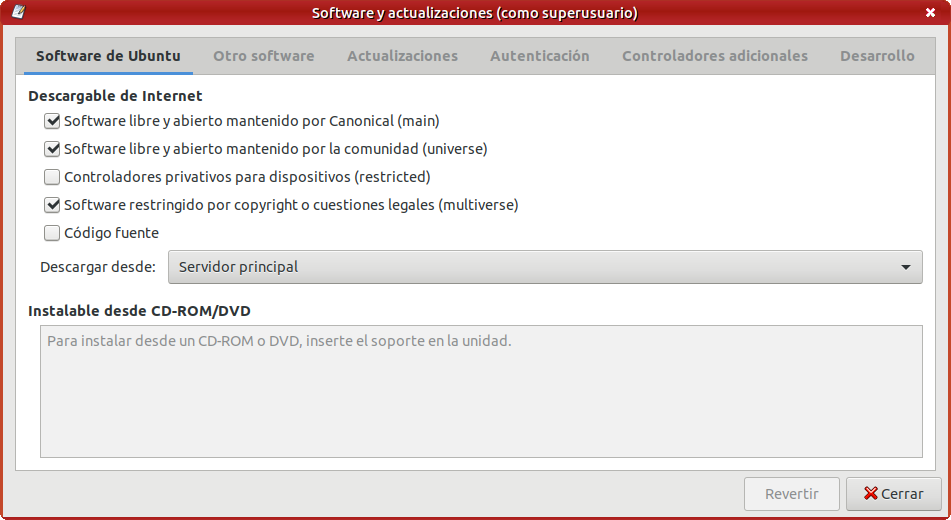 Software y actualizaciones (como superusuario)
Software de Ubuntu Otro software Actualizaciones Autenticación Controladores adicionales Desarrollo
Descargable de Internet
Software libre y abierto mantenido por Canonical (main)
Software libre y abierto mantenido por la comunidad (universe)
Controladores privativos para dispositivos (restricted)
Software restringido por copyright o cuestiones legales (multiverse)
Código fuente
Descargar desde: Servidor principal
Instalable desde CD-ROM/DVD
Para instalar desde un CD-ROM o DVD, inserte el soporte en la unidad.
Revertir Cerrar